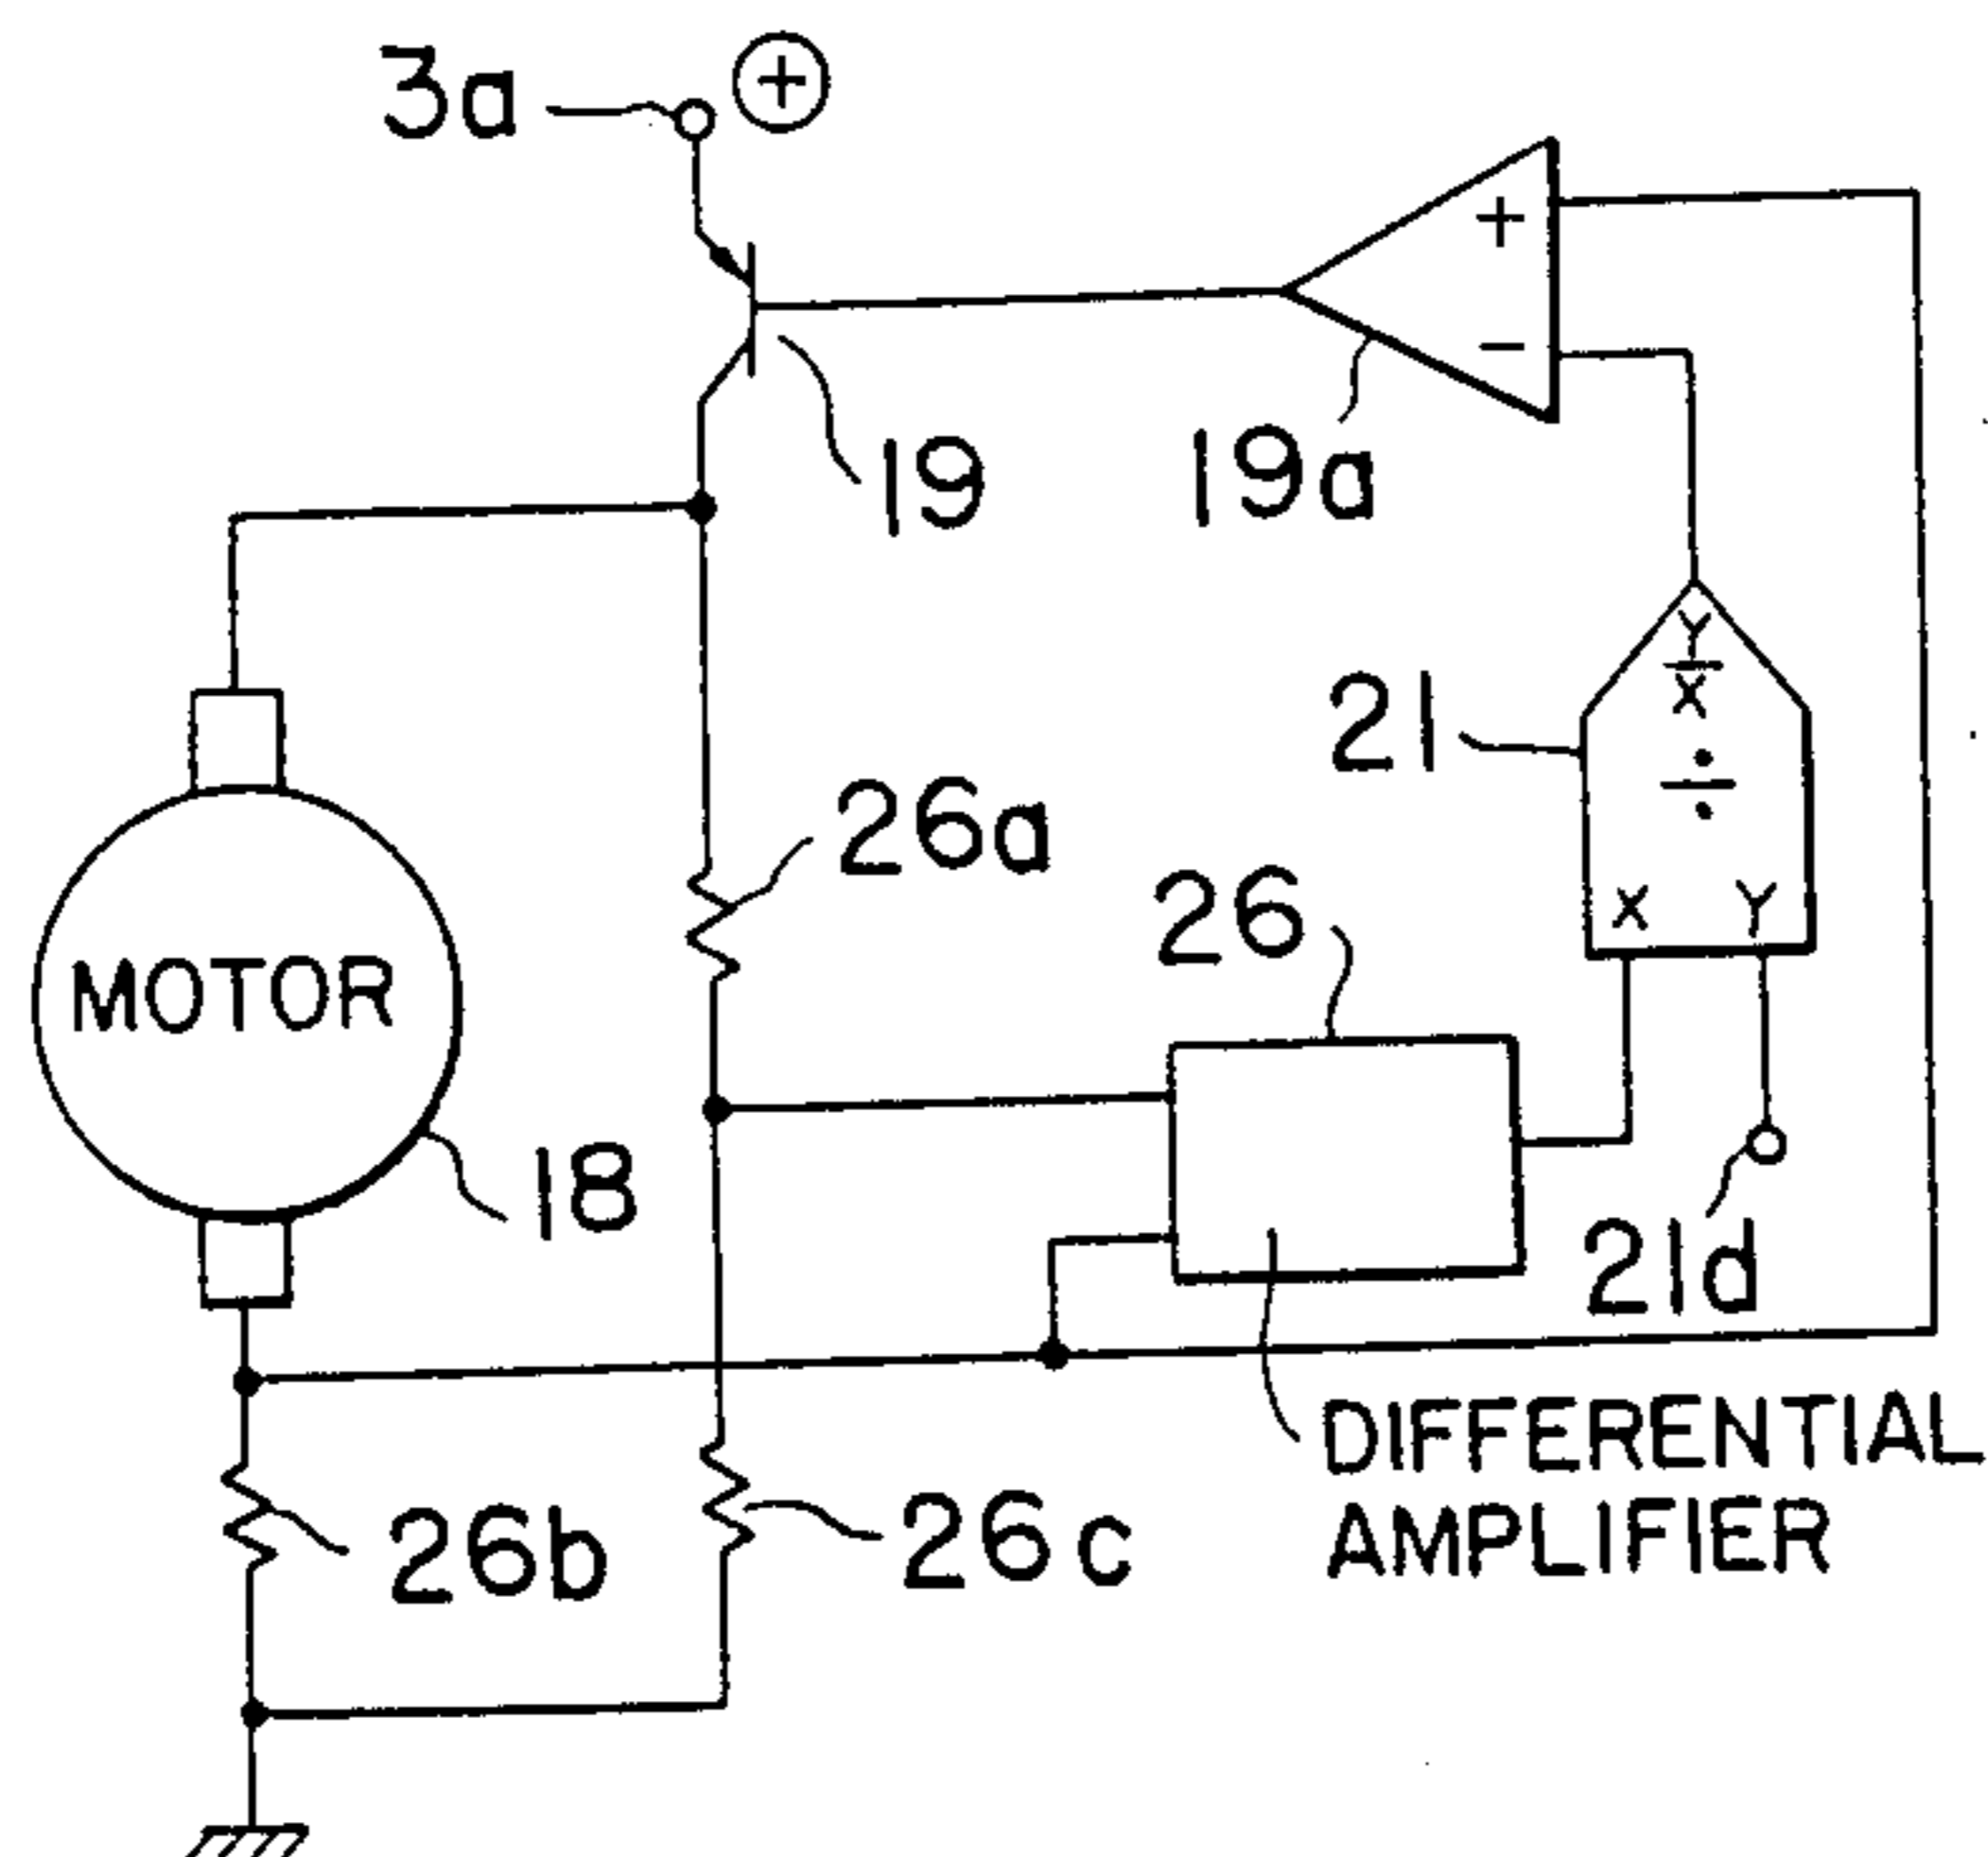 3a +
+
−
19
19a
Y
X
÷
21
26a
X Y
26
MOTOR
18
21d
DIFFERENTIAL
AMPLIFIER
26b
26c